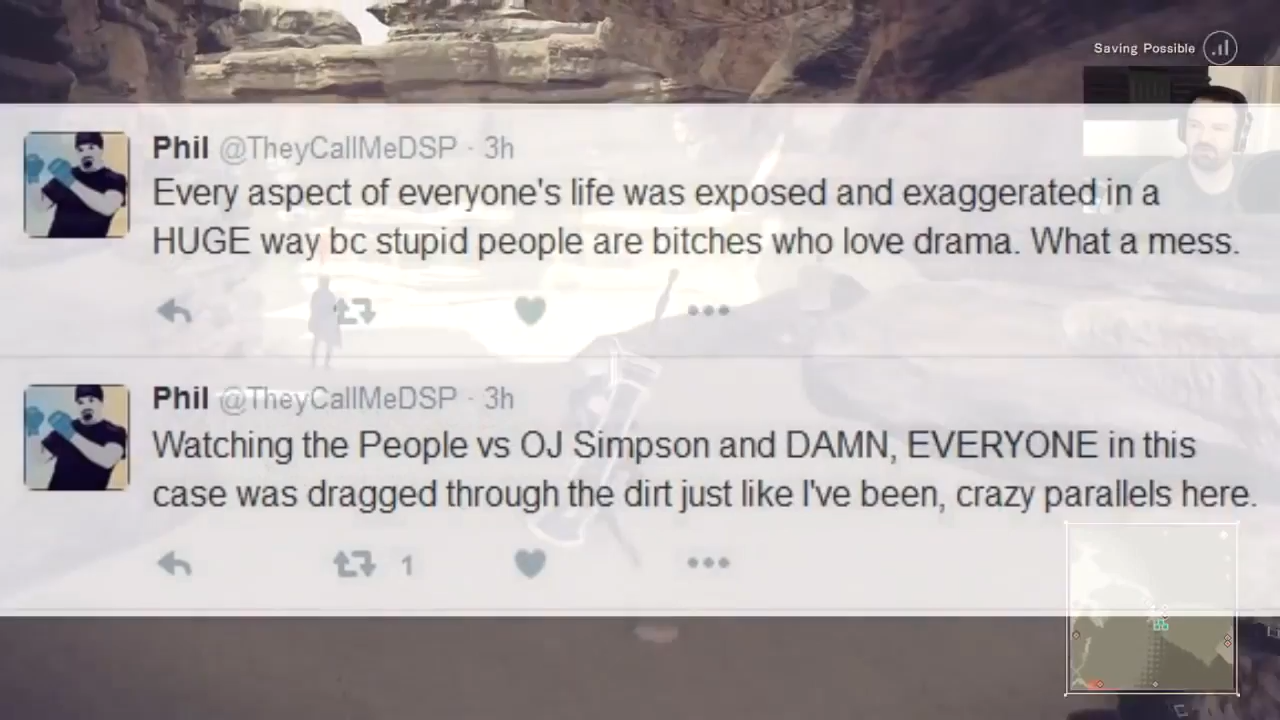 Saving Possible
Phil @TheyCallMeDSP · 3h
Every aspect of everyone's life was exposed and exaggerated in a
HUGE way bc stupid people are bitches who love drama. What a mess.
Phil @TheyCallMeDSP · 3h
Watching the People vs OJ Simpson and DAMN, EVERYONE in this
case was dragged through the dirt just like I've been, crazy parallels here.
1